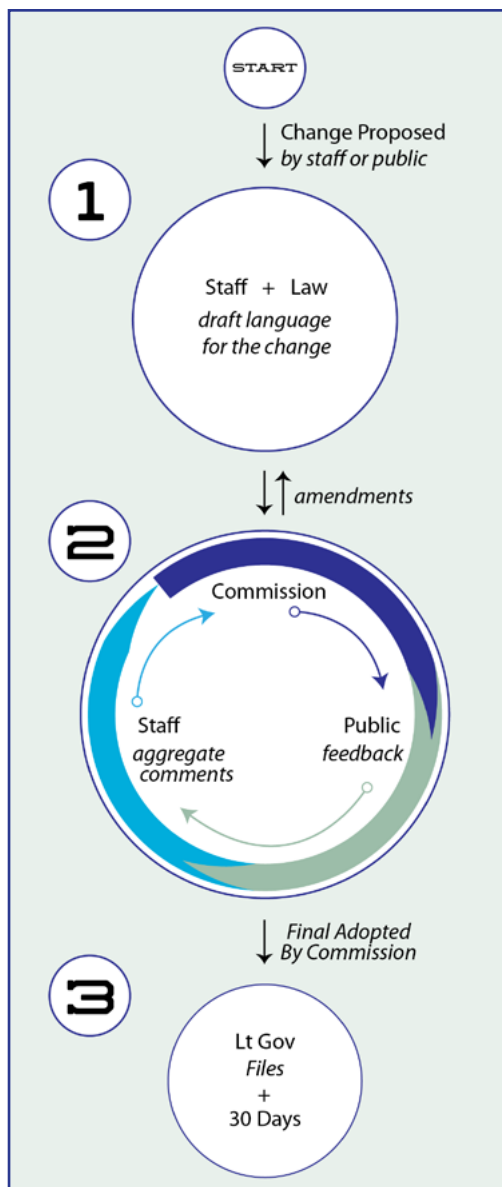 START
Change Proposed
by staff or public
1
Staff + Law
draft language
for the change
amendments
2
Commission
Staff
aggregate
comments
Public
feedback
Final Adopted
By Commission
3
Lt Gov
Files
+
30 Days